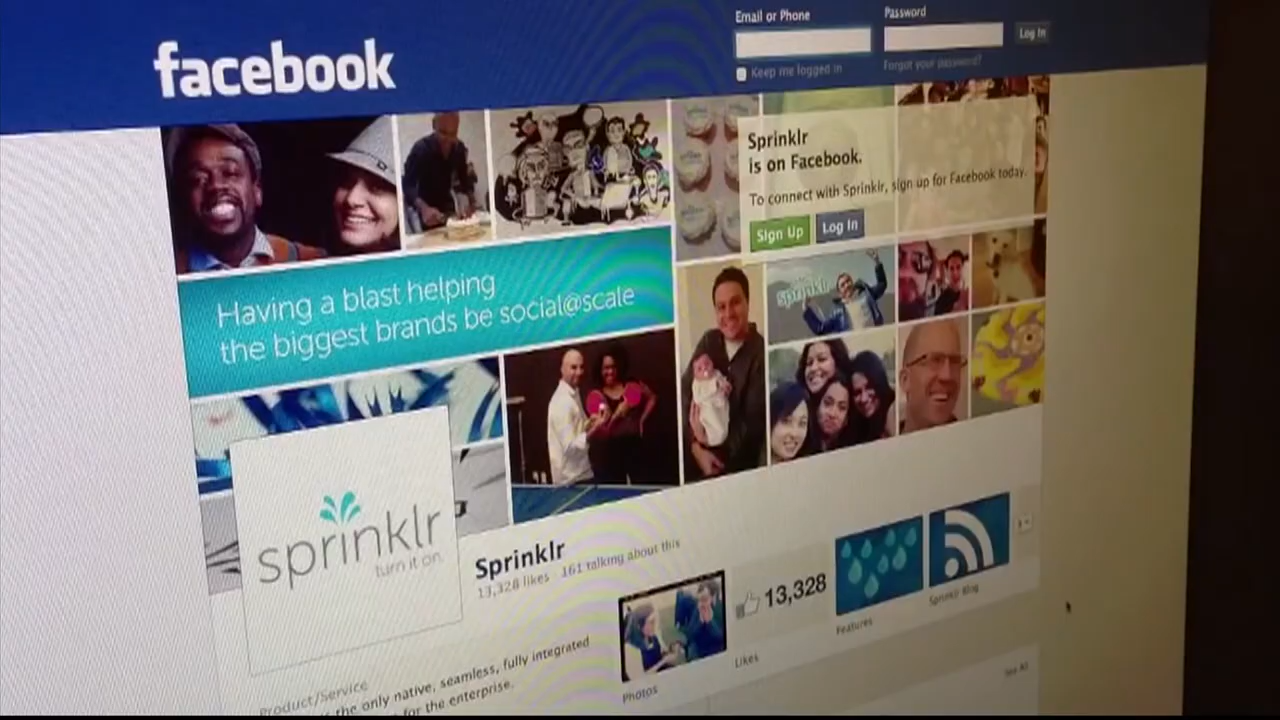 facebook
Email or Phone
Password
Log In
Keep me logged in
Forgot your password?
Sprinklr
is on Facebook.
To connect with Sprinklr, sign up for Facebook today.
Sign Up
Log In
Having a blast helping
the biggest brands be social@scale
sprinklr
sprinklr
turn it on.
Sprinklr
13,328 likes 161 talking about this
13,328
Photos
Likes
Features
Sprinklr Blog
Product/Service
the only native, seamless, fully integrated
for the enterprise.
See All